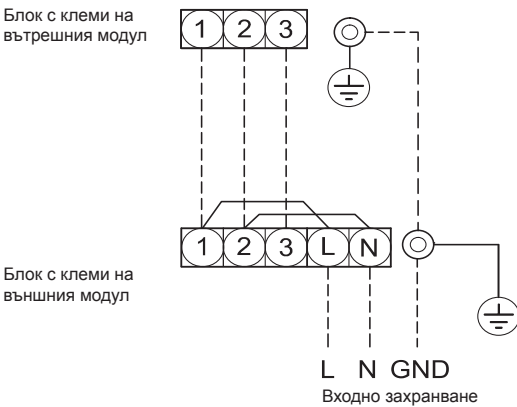 Блок с клеми на
вътрешния модул
1 2 3
1 2 3 L N
Блок с клеми на
външния модул
L N GND
Входно захранване